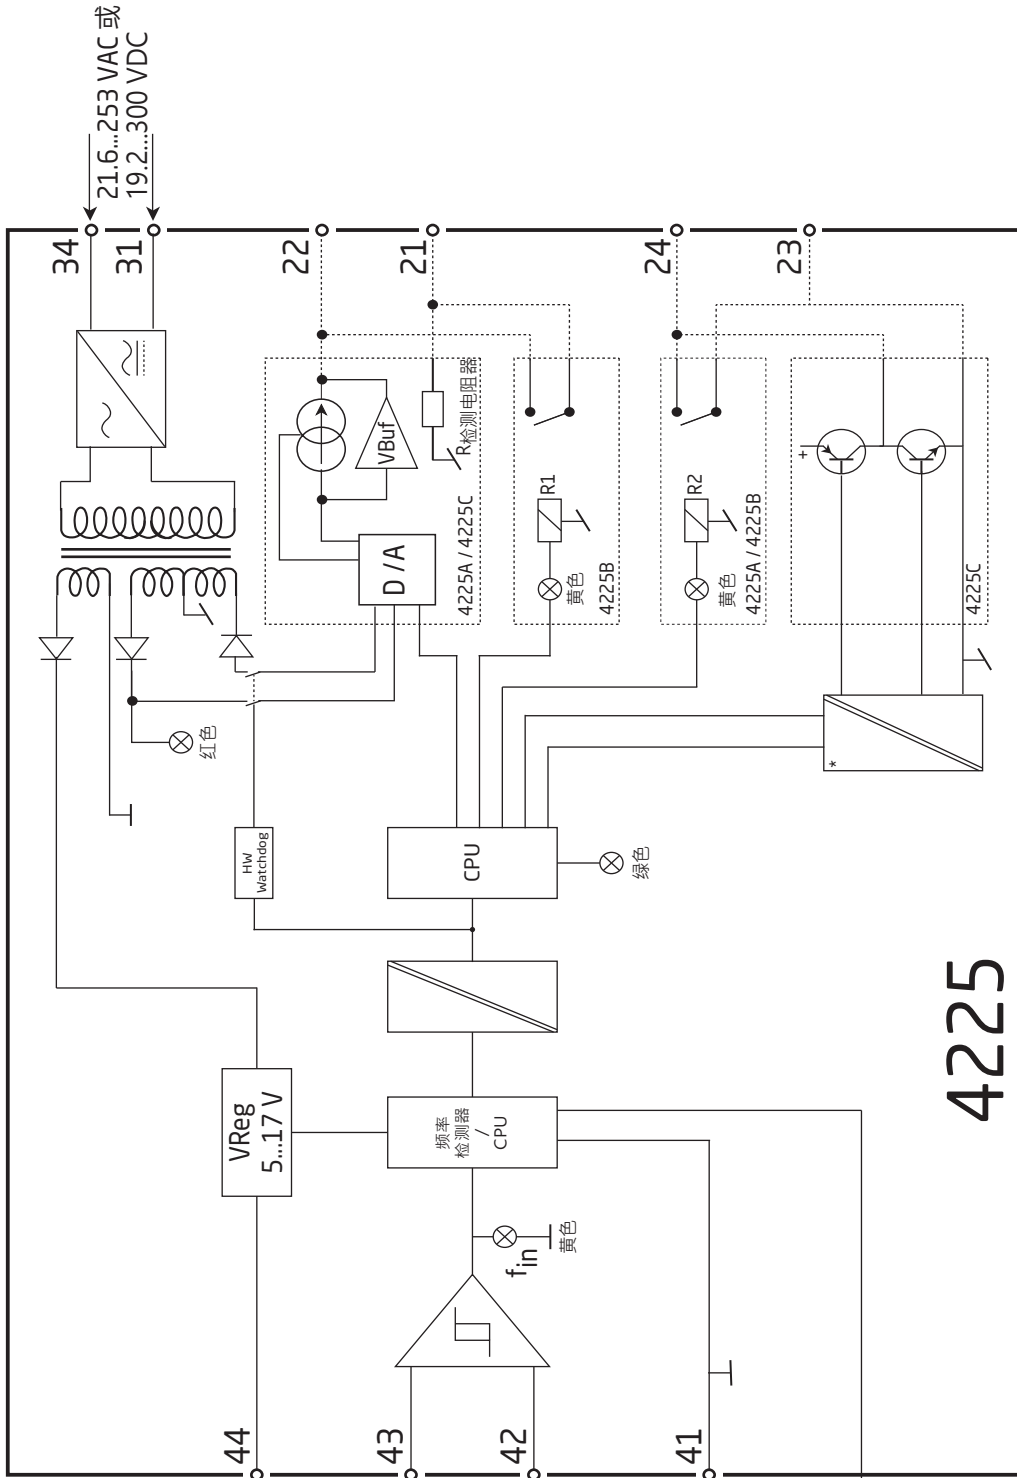 21.6...253 VAC 或
19.2...300 VDC
34
31
22
21
24
23
VBuf
R检测电阻器
D/A
4225A / 4225C
R1
黄色
4225B
R2
黄色
4225A / 4225B
+
4225C
红色
*
HW
Watchdog
CPU
绿色
VReg
5...17 V
频率
检测器
/
CPU
fin
黄色
44
43
42
41
4225